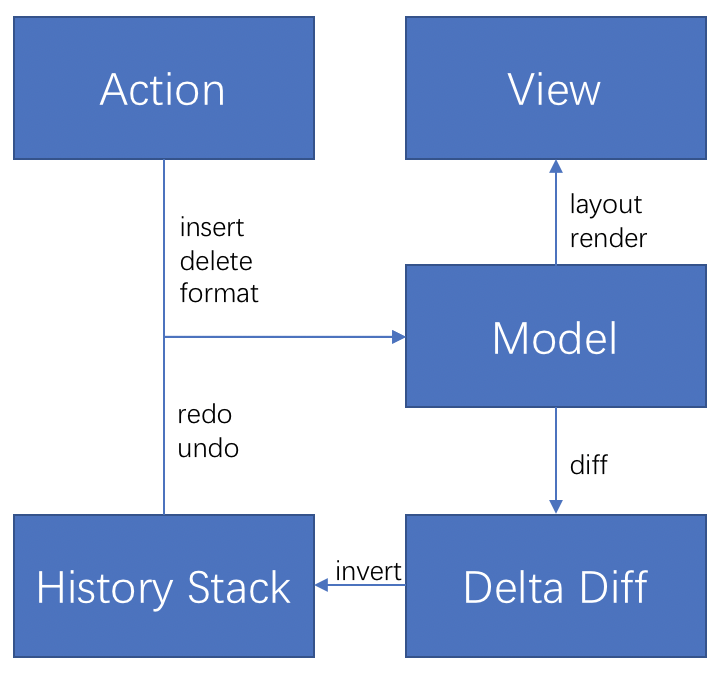 Action
View
insert
delete
format
layout
render
Model
redo
undo
diff
History Stack
invert
Delta Diff